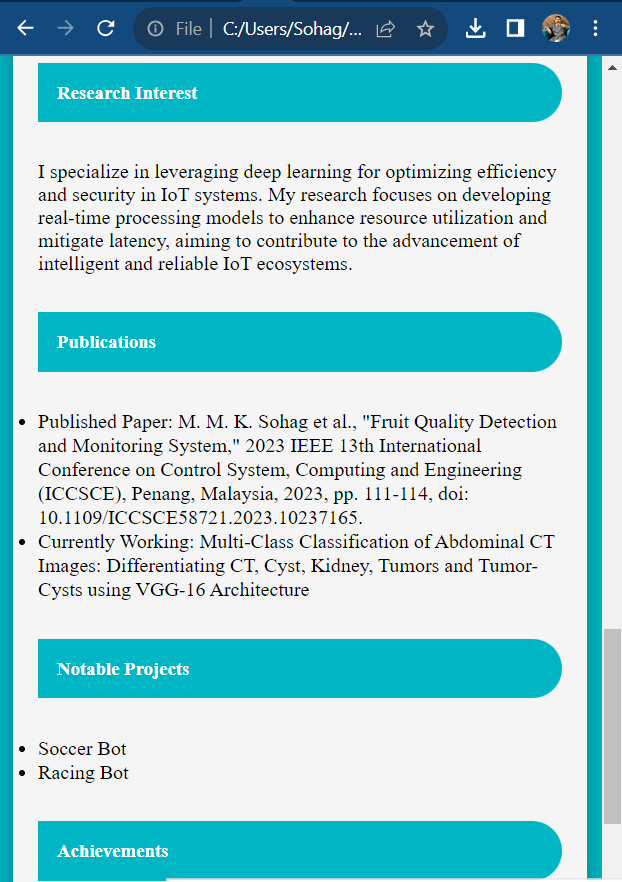 File | C:/Users/Sohag/...
Research Interest
I specialize in leveraging deep learning for optimizing efficiency
and security in IoT systems. My research focuses on developing
real-time processing models to enhance resource utilization and
mitigate latency, aiming to contribute to the advancement of
intelligent and reliable IoT ecosystems.
Publications
• Published Paper: M. M. K. Sohag et al., "Fruit Quality Detection
and Monitoring System," 2023 IEEE 13th International
Conference on Control System, Computing and Engineering
(ICCSCE), Penang, Malaysia, 2023, pp. 111-114, doi:
10.1109/ICCSCE58721.2023.10237165.
• Currently Working: Multi-Class Classification of Abdominal CT
Images: Differentiating CT, Cyst, Kidney, Tumors and Tumor-
Cysts using VGG-16 Architecture
Notable Projects
• Soccer Bot
• Racing Bot
Achievements